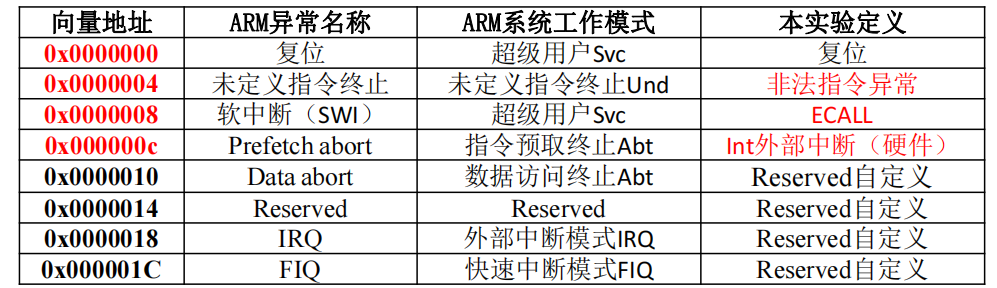 向量地址 ARM异常名称 ARM系统工作模式 本实验定义
0x0000000 复位 超级用户Svc 复位
0x0000004 未定义指令终止 未定义指令终止Und 非法指令异常
0x0000008 软中断（SWI） 超级用户Svc ECALL
0x000000c Prefetch abort 指令预取终止Abt Int外部中断（硬件）
0x0000010 Data abort 数据访问终止Abt Reserved自定义
0x0000014 Reserved Reserved Reserved自定义
0x0000018 IRQ 外部中断模式IRQ Reserved自定义
0x000001C FIQ 快速中断模式FIQ Reserved自定义